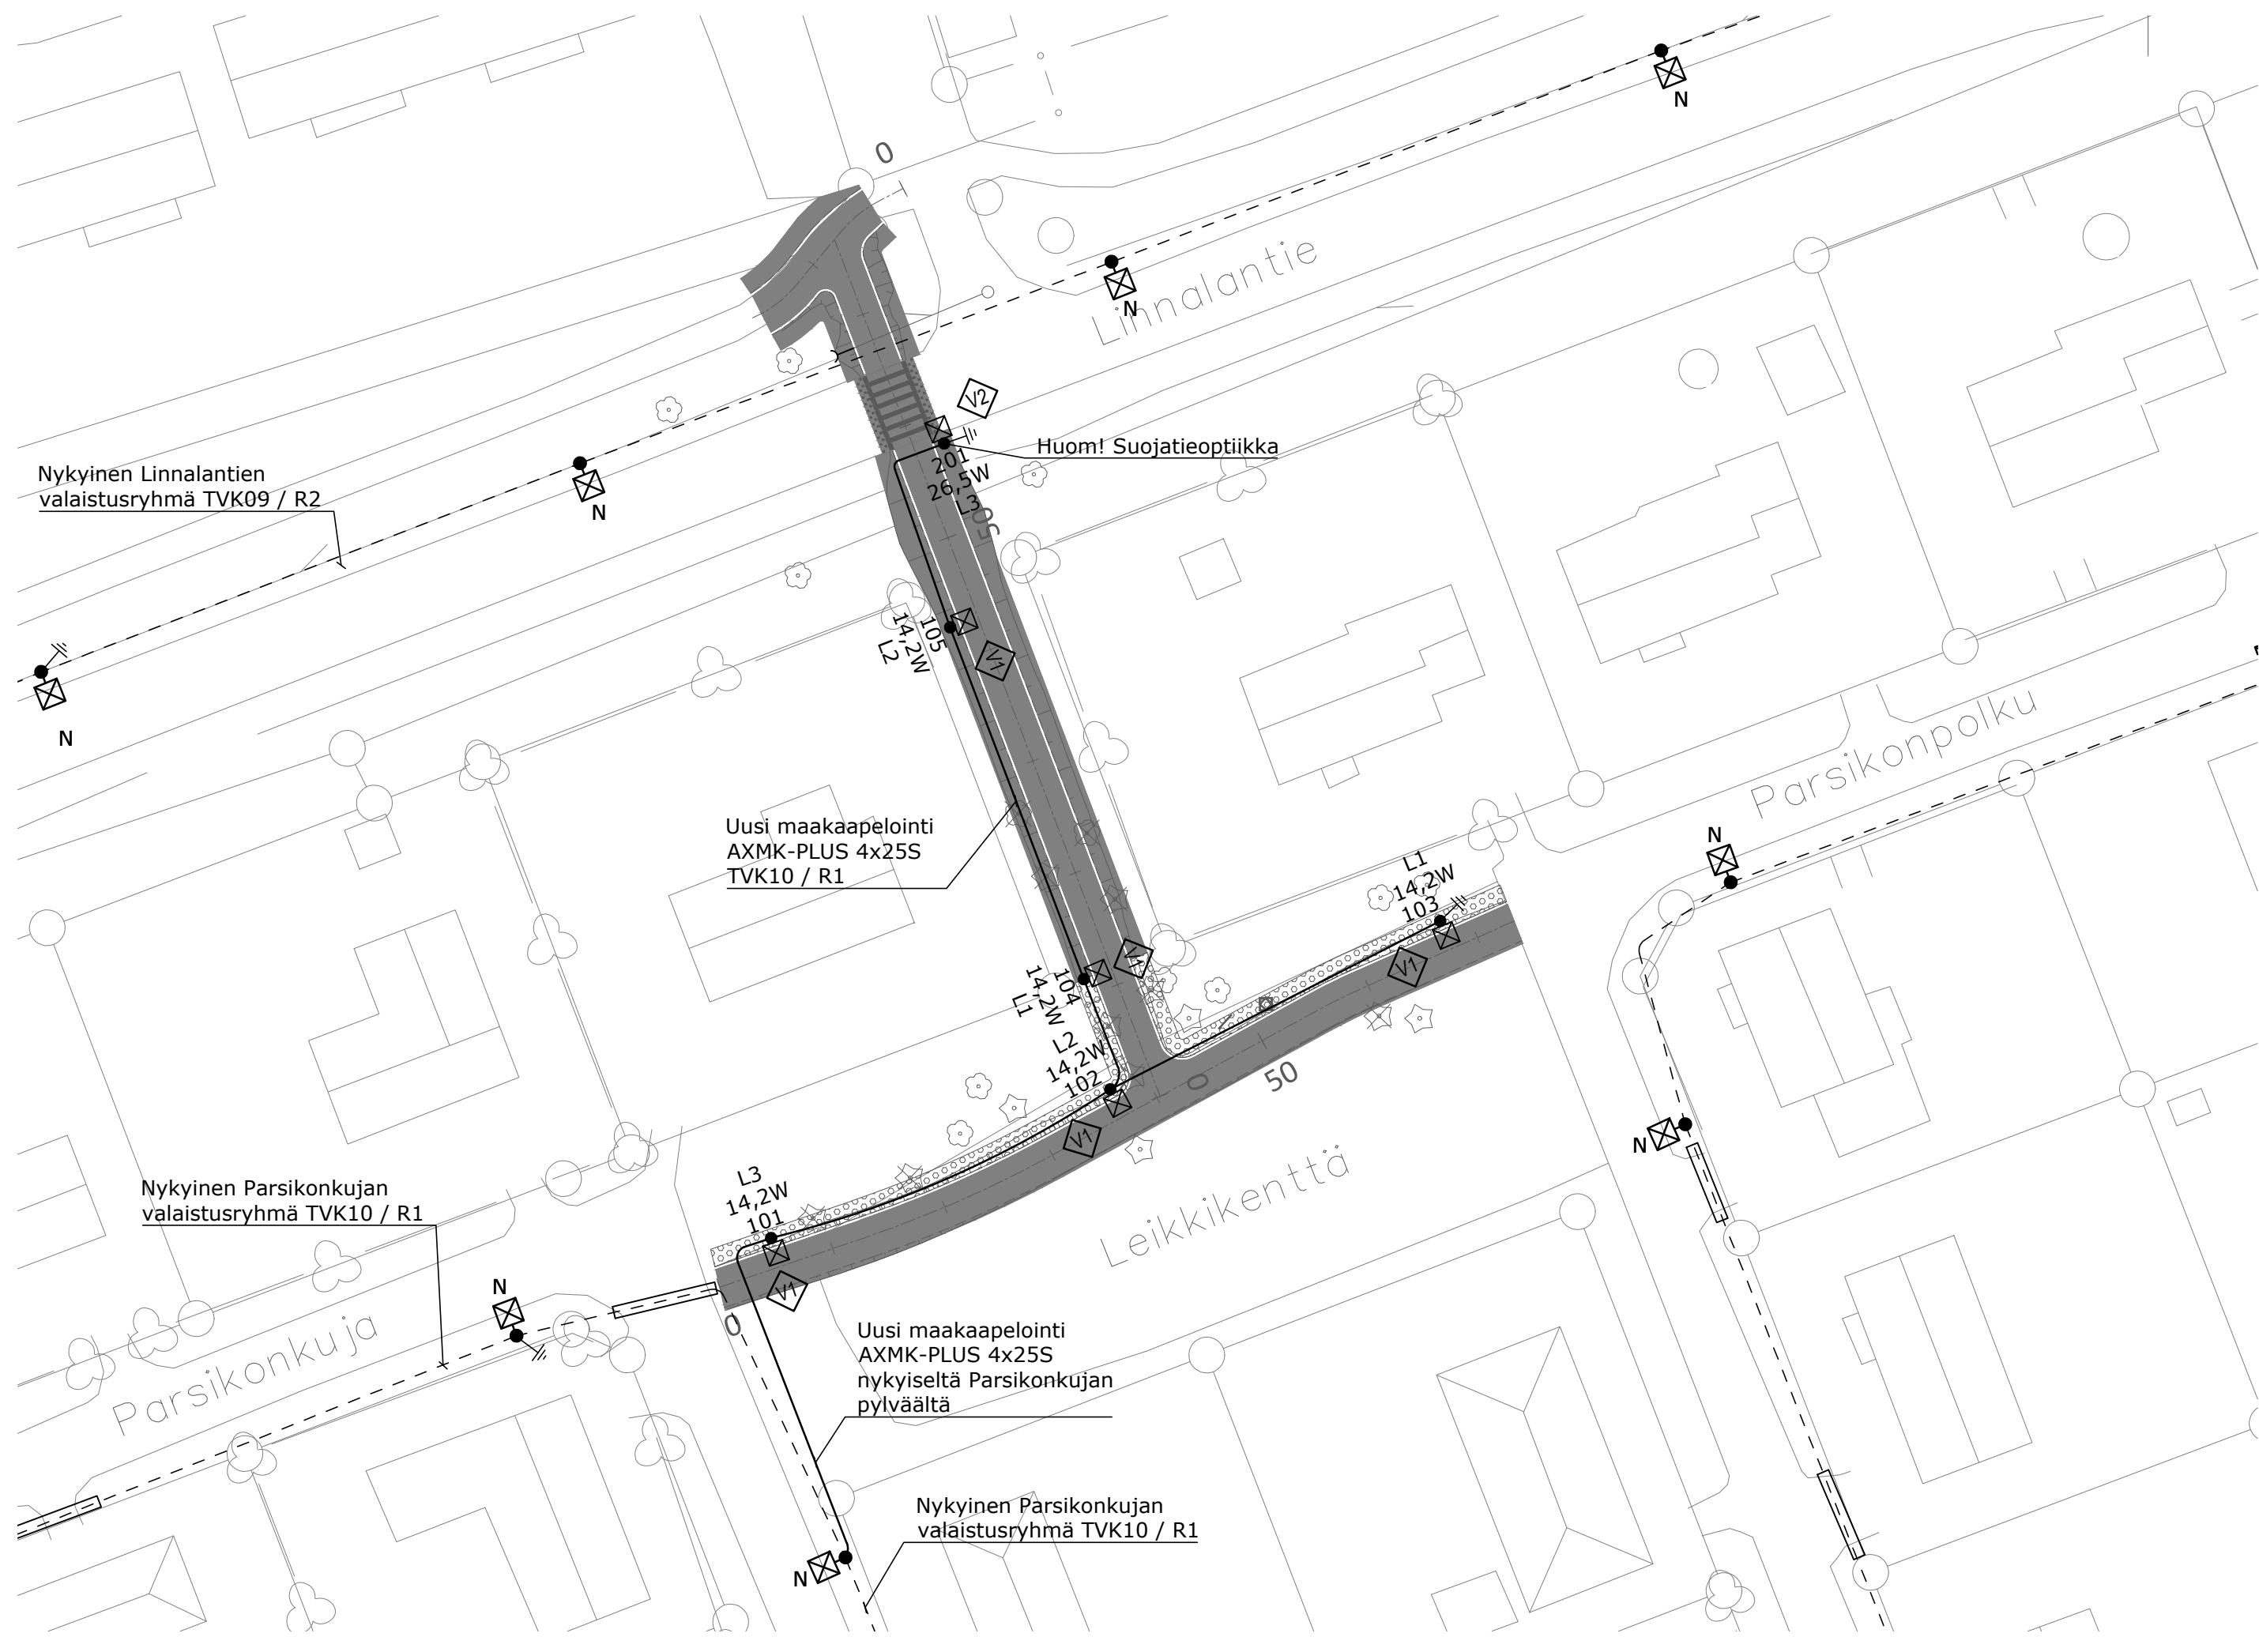 0
N
Linnalantie
N
V2
Huom! Suojatieoptiikka
201
26,5W
L3
50
Nykyinen Linnalantien
valaistusryhmä TVK09 / R2
N
105
14,2W
L2
V1
N
Parsikonpolku
N
Uusi maakaapelointi
AXMK-PLUS 4x25S
TVK10 / R1
L1
14,2W
103
V1
V1
104
14,2W
L1
L2
14,2W
102
0
50
V1
N
Leikkikenttä
L3
14,2W
101
V1
0
Nykyinen Parsikonkujan
valaistusryhmä TVK10 / R1
N
Parsikonkuja
Uusi maakaapelointi
AXMK-PLUS 4x25S
nykyiseltä Parsikonkujan
pylväältä
Nykyinen Parsikonkujan
valaistusryhmä TVK10 / R1
N